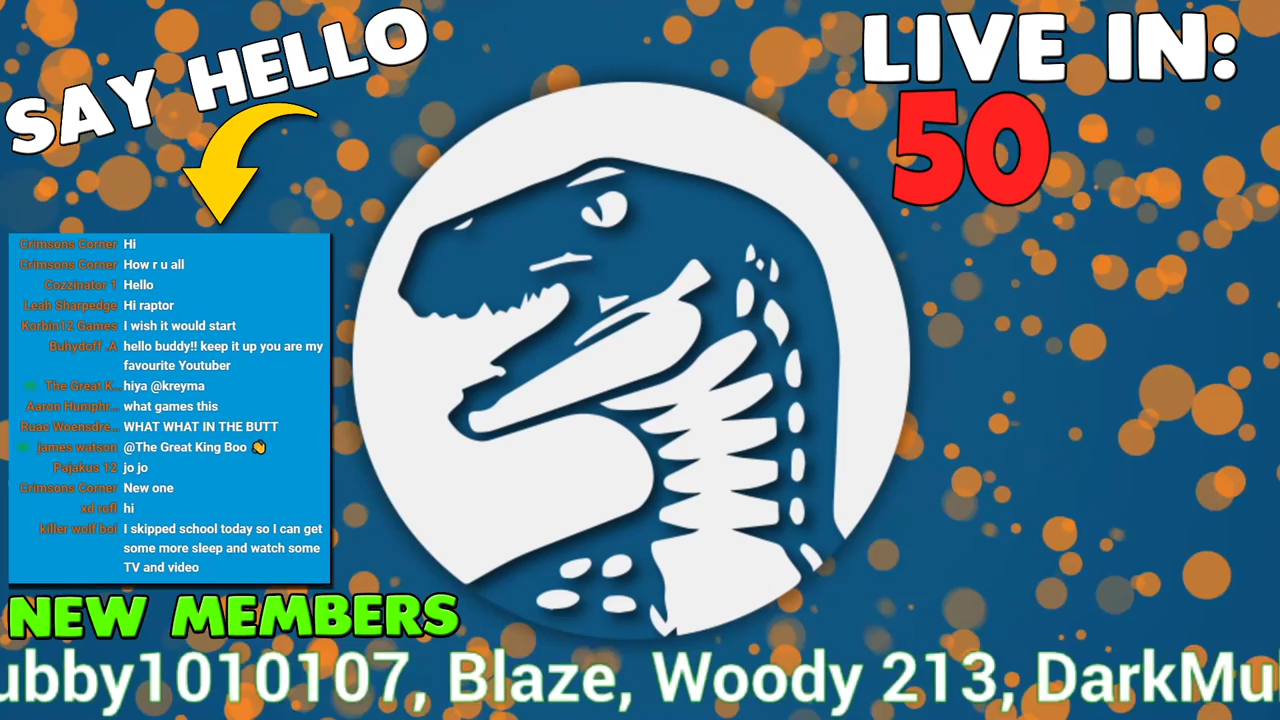 SAY HELLO
LIVE IN:
50
Crimsons Corner Hi
Crimsons Corner How r u all
Cozzinator 1 Hello
Leah Sharpedge Hi raptor
Korbin12 Games I wish it would start
Buhydoff .A hello buddy!! keep it up you are my
favourite Youtuber
The Great K... hiya @kreyma
Aaron Humphr... what games this
Ruac Woensdre... WHAT WHAT IN THE BUTT
james watson @The Great King Boo 👋
Pajakus 12 jo jo
Crimsons Corner New one
xd rofl hi
killer wolf boi I skipped school today so I can get
some more sleep and watch some
TV and video
NEW MEMBERS
ubby1010107, Blaze, Woody 213, DarkMu